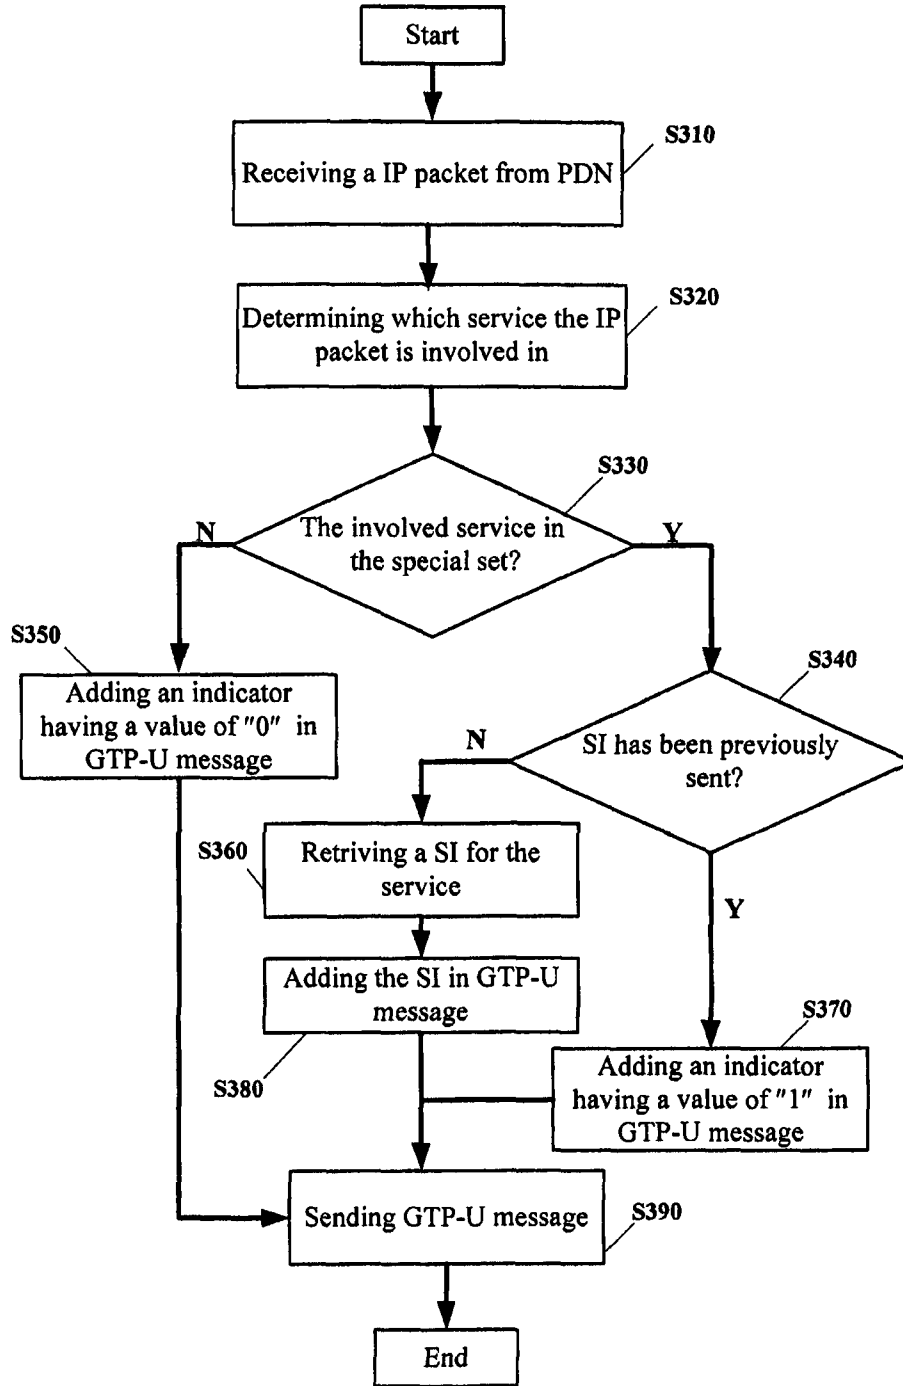 Start
S310
Receiving a IP packet from PDN
S320
Determining which service the IP
packet is involved in
S330
The involved service in
the special set?
N
Y
S350
Adding an indicator
having a value of "0" in
GTP-U message
S340
SI has been previously
sent?
N
Y
S360
Retriving a SI for the
service
Adding the SI in GTP-U
message
S380
S370
Adding an indicator
having a value of "1" in
GTP-U message
Sending GTP-U message
S390
End